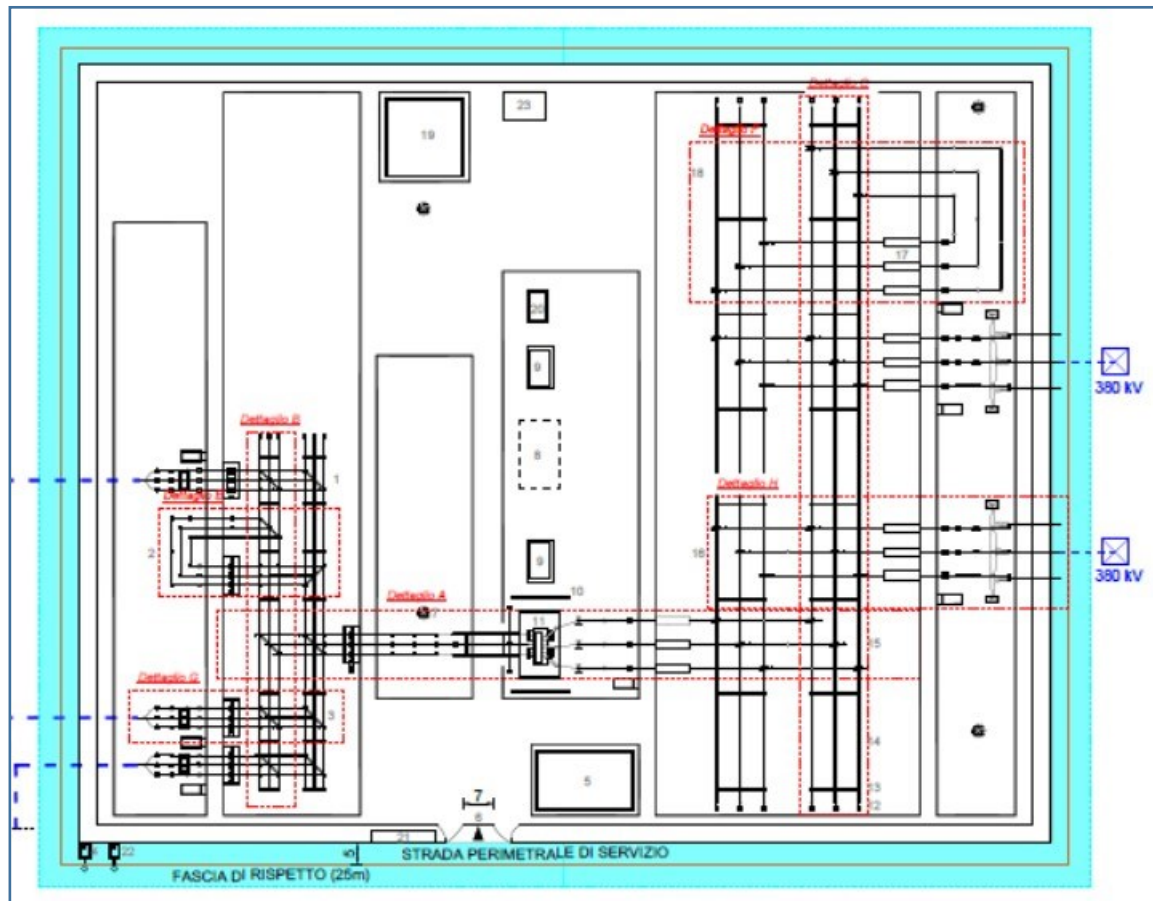 Dettaglio C
23
19
Dettaglio F
18
17
20
9
380 kV
8
Dettaglio B
1
Dettaglio H
2
16
380 kV
9
10
Dettaglio A
11
15
Dettaglio G
3
14
5
13
7
12
6
21
22
5
STRADA PERIMETRALE DI SERVIZIO
FASCIA DI RISPETTO (25m)